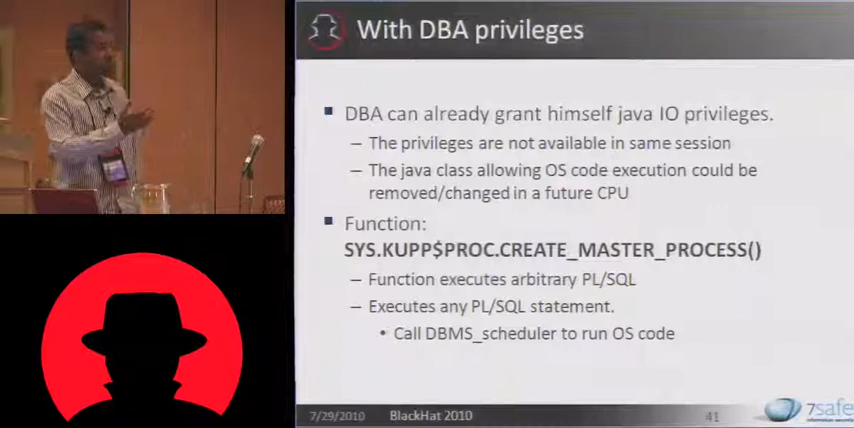 With DBA privileges
DBA can already grant himself java IO privileges.
– The privileges are not available in same session
– The java class allowing OS code execution could be
removed/changed in a future CPU
Function:
SYS.KUPP$PROC.CREATE_MASTER_PROCESS()
– Function executes arbitrary PL/SQL
– Executes any PL/SQL statement.
• Call DBMS_scheduler to run OS code
7/29/2010 BlackHat 2010 41 7safe